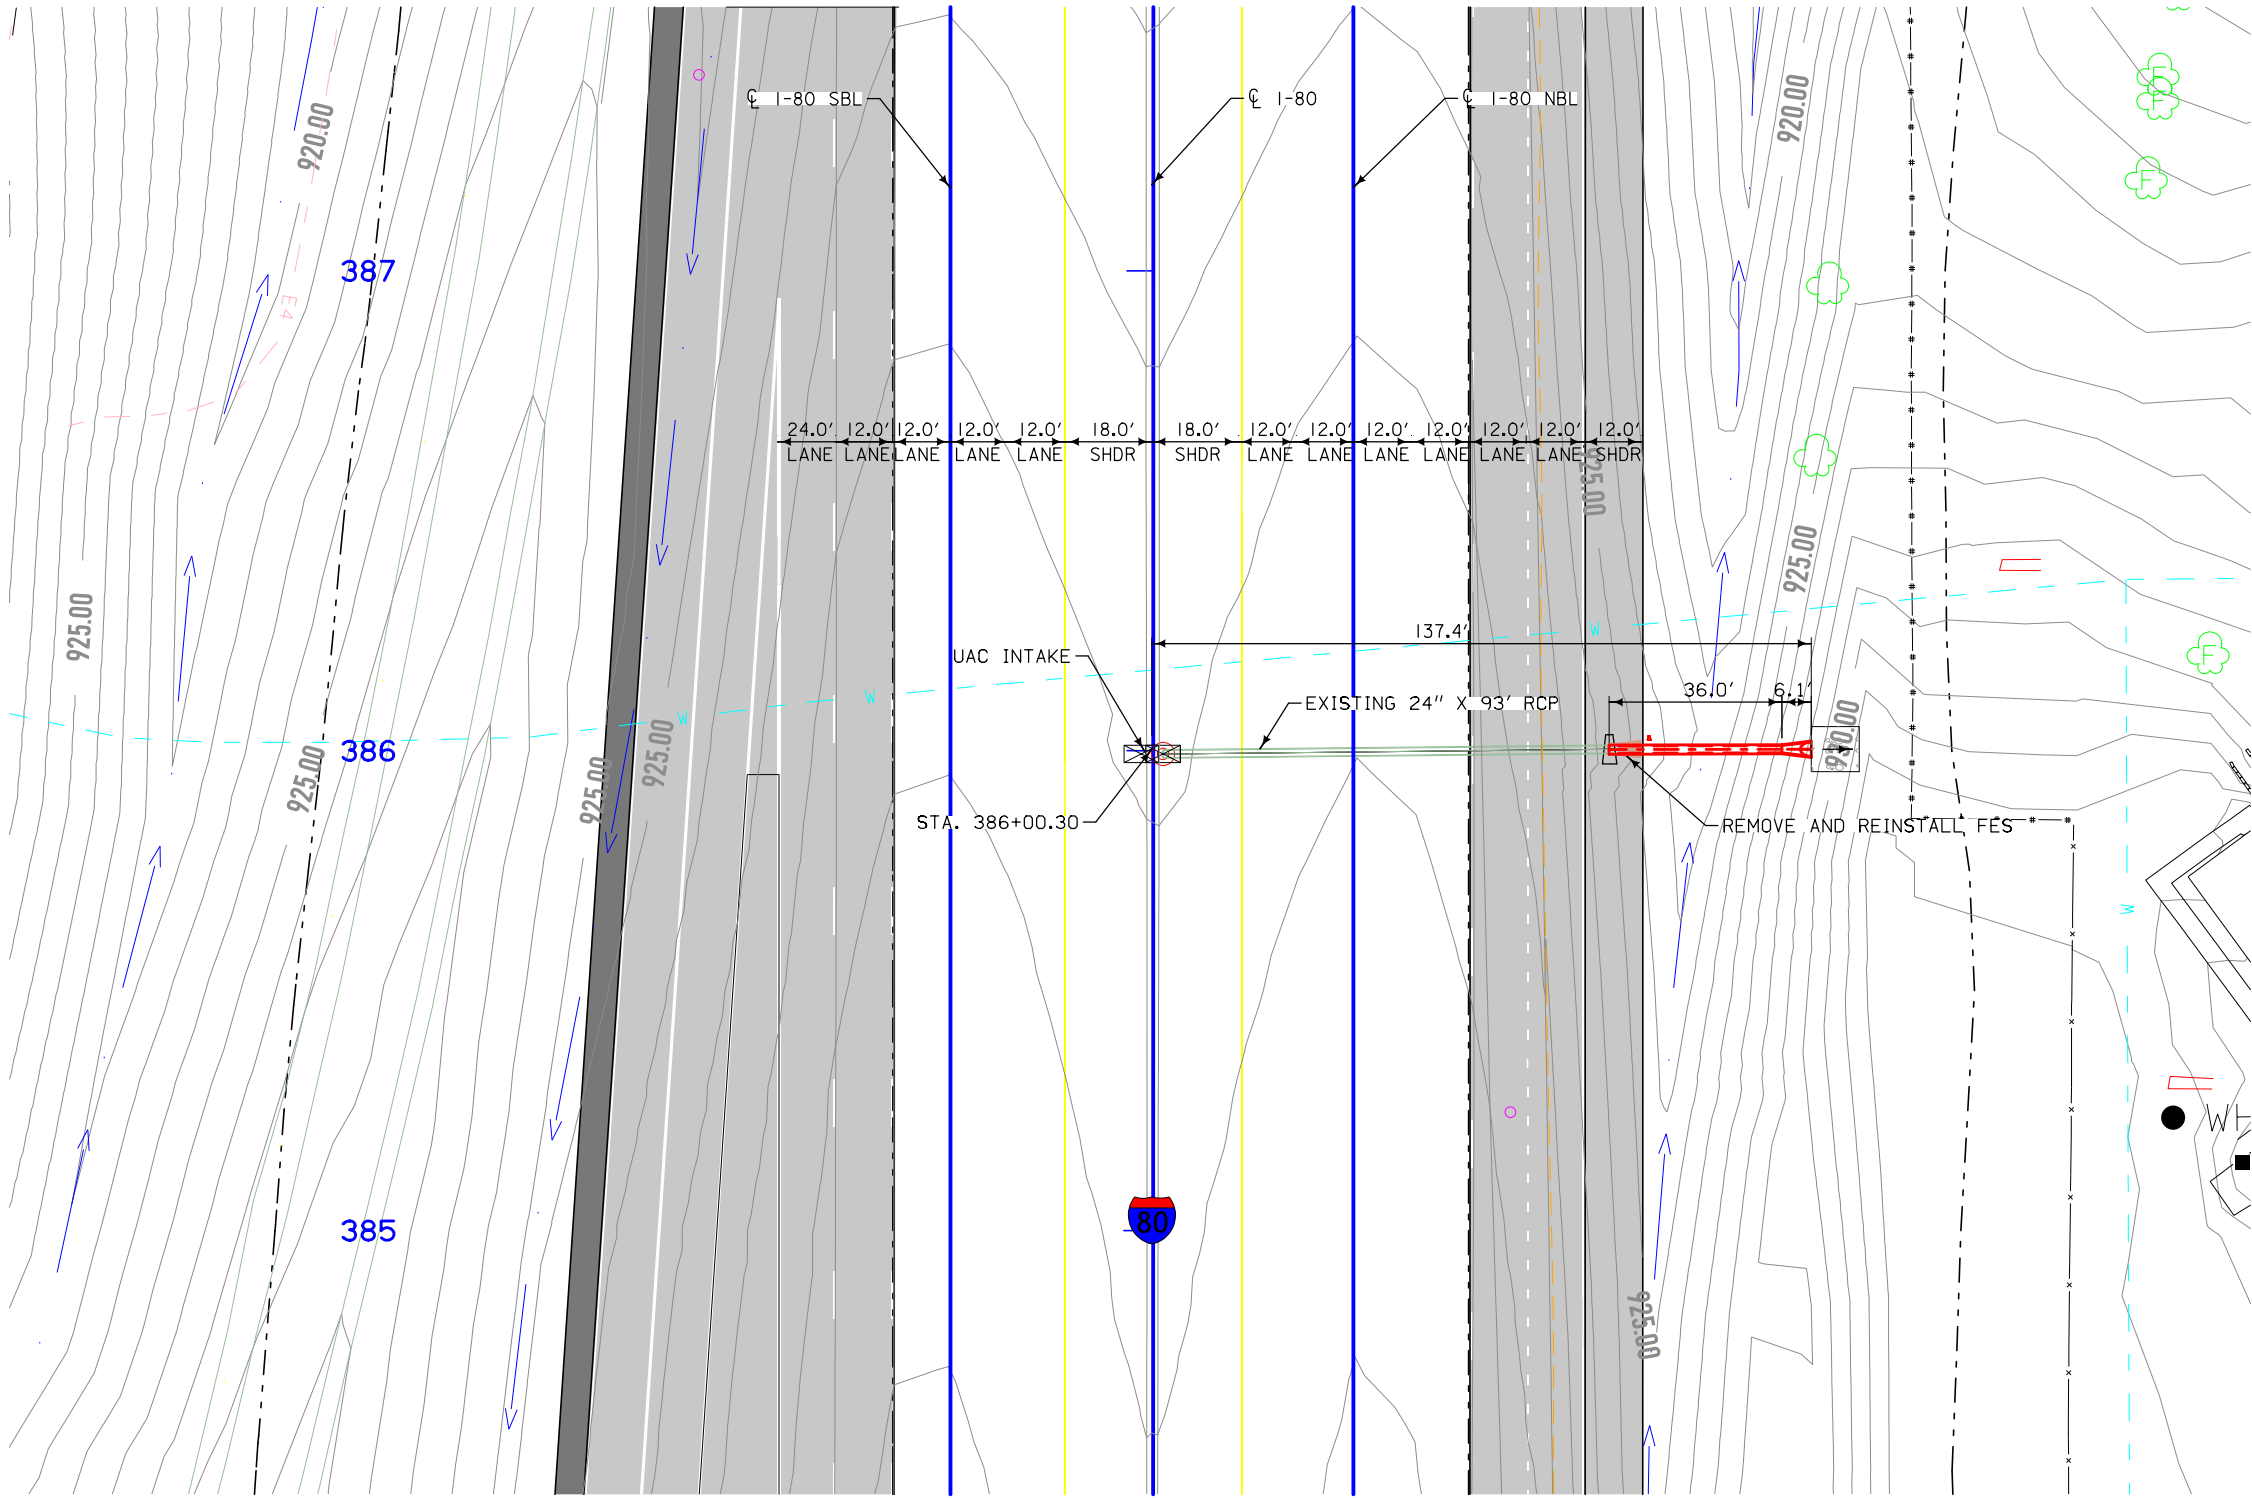 ℄ I-80 SBL
℄ I-80
℄ I-80 NBL
920.00
920.00
F
F
F
387
E4
24.0' 12.0' 12.0' 12.0' 12.0' 18.0' 18.0' 12.0' 12.0' 12.0' 12.0' 12.0' 12.0' 12.0'
LANE LANE LANE LANE LANE SHDR SHDR LANE LANE LANE LANE LANE LANE SHDR
925.00
925.00
925.00
137.4'
W
UAC INTAKE
F
36.0' 6.1'
EXISTING 24" X 93' RCP
W
W
386
925.00
925.00
925.00
930.00
STA. 386+00.30
REMOVE AND REINSTALL FES
W
385
80
925.00